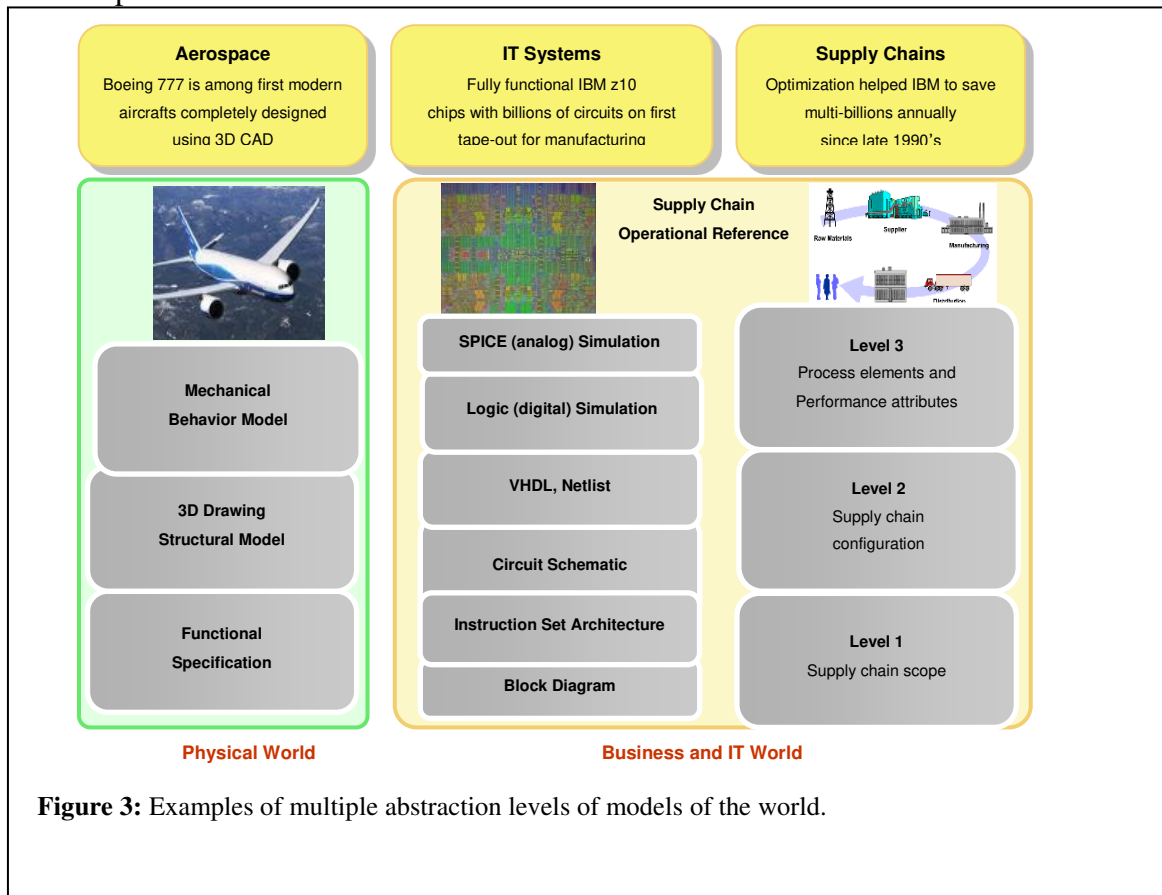 Aerospace
Boeing 777 is among first modern
aircrafts completely designed
using 3D CAD
IT Systems
Fully functional IBM z10
chips with billions of circuits on first
tape-out for manufacturing
Supply Chains
Optimization helped IBM to save
multi-billions annually
since late 1990's
Supply Chain
Operational Reference
Raw Materials
Supplier
Manufacturing
Distribution
Mechanical
Behavior Model
3D Drawing
Structural Model
Functional
Specification
SPICE (analog) Simulation
Logic (digital) Simulation
VHDL, Netlist
Circuit Schematic
Instruction Set Architecture
Block Diagram
Level 3
Process elements and
Performance attributes
Level 2
Supply chain
configuration
Level 1
Supply chain scope
Physical World
Business and IT World
Figure 3: Examples of multiple abstraction levels of models of the world.